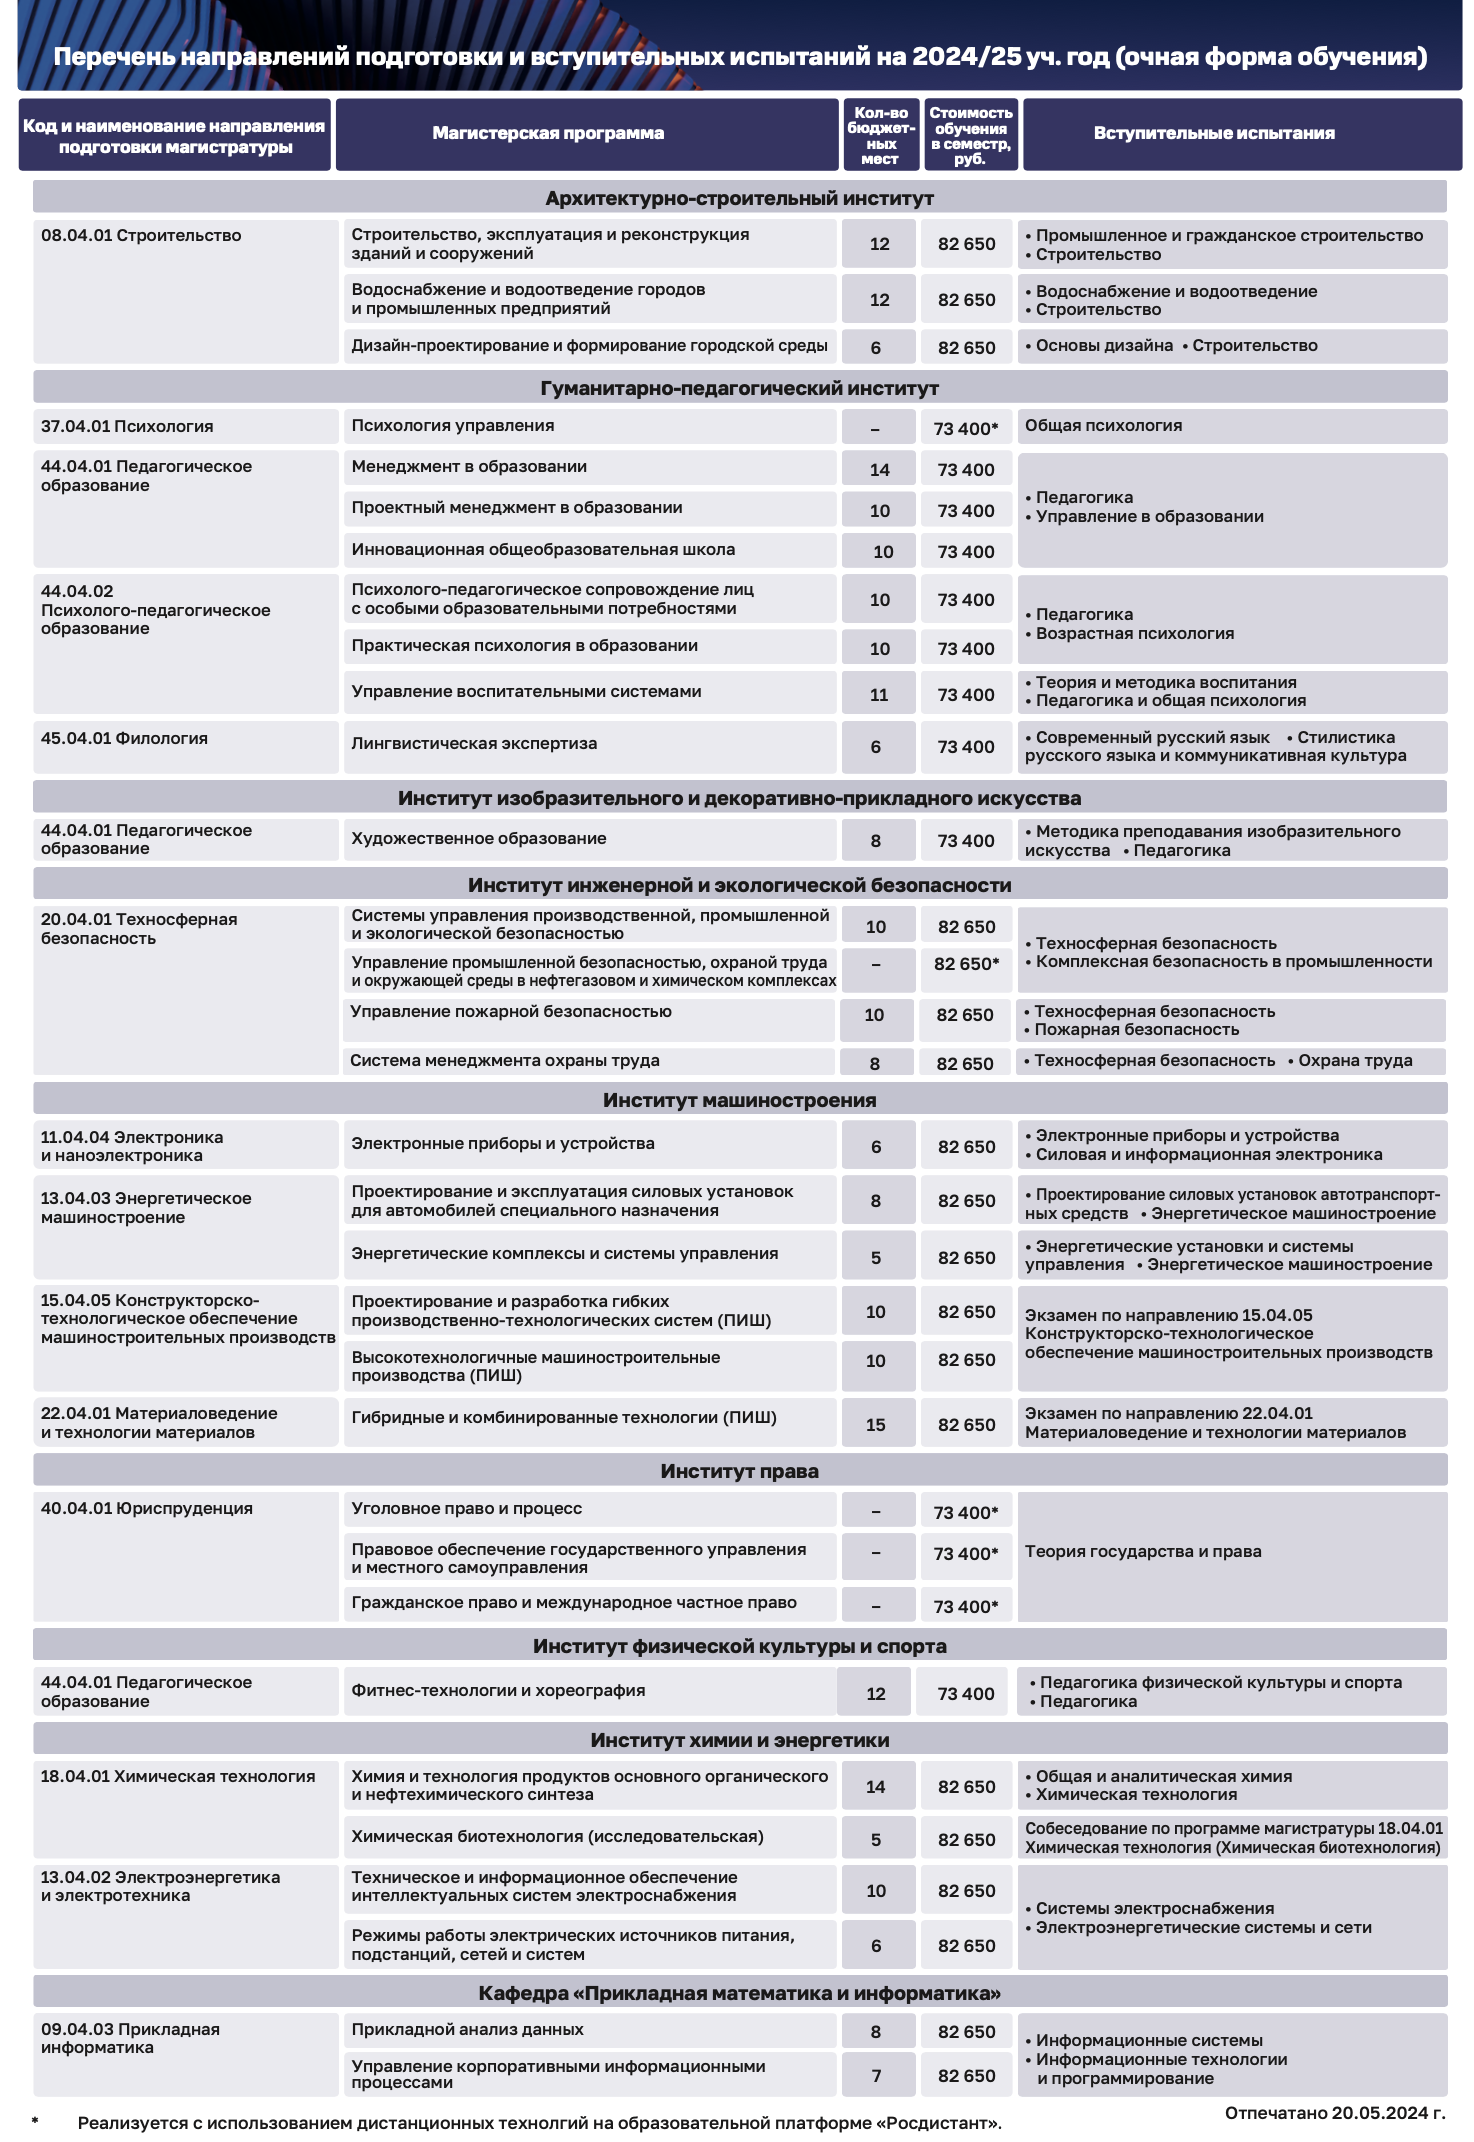 Перечень направлений подготовки и вступительных испытаний на 2024/25 уч. год (очная форма обучения)
Код и наименование направления
подготовки магистратуры
Магистерская программа
Кол-во
бюджет-
ных
мест
Стоимость
обучения
в семестр,
руб.
Вступительные испытания
Архитектурно-строительный институт
08.04.01 Строительство
Строительство, эксплуатация и реконструкция
зданий и сооружений
12
82 650
• Промышленное и гражданское строительство
• Строительство
Водоснабжение и водоотведение городов
и промышленных предприятий
12
82 650
• Водоснабжение и водоотведение
• Строительство
Дизайн-проектирование и формирование городской среды
6
82 650
• Основы дизайна • Строительство
Гуманитарно-педагогический институт
37.04.01 Психология
Психология управления
–
73 400*
Общая психология
44.04.01 Педагогическое
образование
Менеджмент в образовании
14
73 400
Проектный менеджмент в образовании
10
73 400
Инновационная общеобразовательная школа
10
73 400
• Педагогика
• Управление в образовании
44.04.02
Психолого-педагогическое
образование
Психолого-педагогическое сопровождение лиц
с особыми образовательными потребностями
10
73 400
Практическая психология в образовании
10
73 400
• Педагогика
• Возрастная психология
Управление воспитательными системами
11
73 400
• Теория и методика воспитания
• Педагогика и общая психология
45.04.01 Филология
Лингвистическая экспертиза
6
73 400
• Современный русский язык • Стилистика
русского языка и коммуникативная культура
Институт изобразительного и декоративно-прикладного искусства
44.04.01 Педагогическое
образование
Художественное образование
8
73 400
• Методика преподавания изобразительного
искусства • Педагогика
Институт инженерной и экологической безопасности
20.04.01 Техносферная
безопасность
Системы управления производственной, промышленной
и экологической безопасностью
10
82 650
Управление промышленной безопасностью, охраной труда
и окружающей среды в нефтегазовом и химическом комплексах
–
82 650*
• Техносферная безопасность
• Комплексная безопасность в промышленности
Управление пожарной безопасностью
10
82 650
• Техносферная безопасность
• Пожарная безопасность
Система менеджмента охраны труда
8
82 650
• Техносферная безопасность • Охрана труда
Институт машиностроения
11.04.04 Электроника
и наноэлектроника
Электронные приборы и устройства
6
82 650
• Электронные приборы и устройства
• Силовая и информационная электроника
13.04.03 Энергетическое
машиностроение
Проектирование и эксплуатация силовых установок
для автомобилей специального назначения
8
82 650
• Проектирование силовых установок автотранспорт-
ных средств • Энергетическое машиностроение
Энергетические комплексы и системы управления
5
82 650
• Энергетические установки и системы
управления • Энергетическое машиностроение
15.04.05 Конструкторско-
технологическое обеспечение
машиностроительных производств
Проектирование и разработка гибких
производственно-технологических систем (ПИШ)
10
82 650
Высокотехнологичные машиностроительные
производства (ПИШ)
10
82 650
Экзамен по направлению 15.04.05
Конструкторско-технологическое
обеспечение машиностроительных производств
22.04.01 Материаловедение
и технологии материалов
Гибридные и комбинированные технологии (ПИШ)
15
82 650
Экзамен по направлению 22.04.01
Материаловедение и технологии материалов
Институт права
40.04.01 Юриспруденция
Уголовное право и процесс
–
73 400*
Правовое обеспечение государственного управления
и местного самоуправления
–
73 400*
Гражданское право и международное частное право
–
73 400*
Теория государства и права
Институт физической культуры и спорта
44.04.01 Педагогическое
образование
Фитнес-технологии и хореография
12
73 400
• Педагогика физической культуры и спорта
• Педагогика
Институт химии и энергетики
18.04.01 Химическая технология
Химия и технология продуктов основного органического
и нефтехимического синтеза
14
82 650
• Общая и аналитическая химия
• Химическая технология
Химическая биотехнология (исследовательская)
5
82 650
Собеседование по программе магистратуры 18.04.01
Химическая технология (Химическая биотехнология)
13.04.02 Электроэнергетика
и электротехника
Техническое и информационное обеспечение
интеллектуальных систем электроснабжения
10
82 650
Режимы работы электрических источников питания,
подстанций, сетей и систем
6
82 650
• Системы электроснабжения
• Электроэнергетические системы и сети
Кафедра «Прикладная математика и информатика»
09.04.03 Прикладная
информатика
Прикладной анализ данных
8
82 650
Управление корпоративными информационными
процессами
7
82 650
• Информационные системы
• Информационные технологии
и программирование
Отпечатано 20.05.2024 г.
* Реализуется с использованием дистанционных технолгий на образовательной платформе «Росдистант».